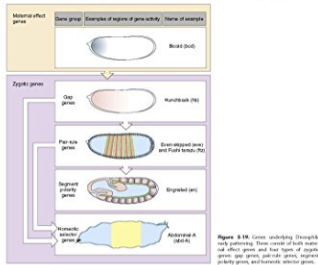 Maternal effect
genes
Gene group
Examples of regions of gene activity
Name of example
Bicoid (bcd)
Zygotic genes
Gap
genes
Hunchback (hb)
Pair-rule
genes
Even-skipped (eve)
and Fushi tarazu (ftz)
Segment
polarity
genes
Engrailed (en)
Homeotic
selector
genes
Abdominal-A
(abd-A)
Figure 3-19. Genes underlying Drosophila
early patterning. These consist of both mater-
nal effect genes and four types of zygotic
genes: gap genes, pair-rule genes, segment
polarity genes, and homeotic selector genes.